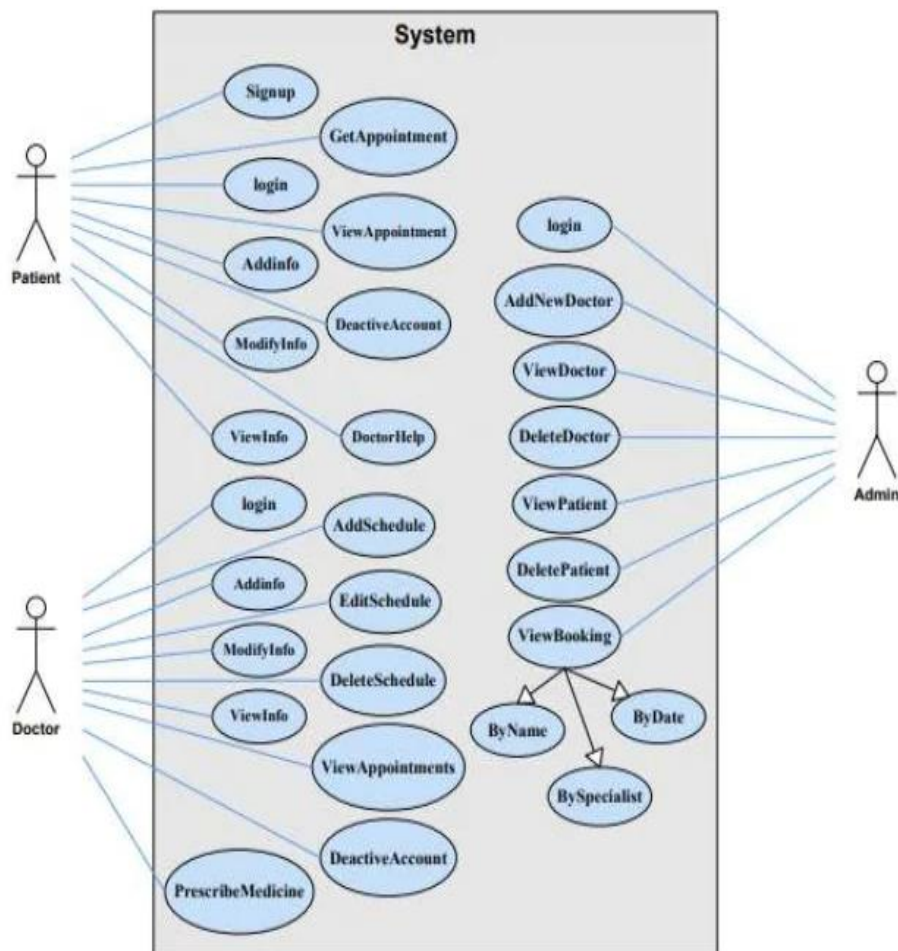 System
Signup
GetAppointment
login
ViewAppointment
Addinfo
DeactiveAccount
ModifyInfo
ViewInfo
DoctorHelp
Patient
login
AddSchedule
Addinfo
EditSchedule
ModifyInfo
DeleteSchedule
ViewInfo
ViewAppointments
DeactiveAccount
PrescribeMedicine
Doctor
login
AddNewDoctor
ViewDoctor
DeleteDoctor
ViewPatient
DeletePatient
ViewBooking
ByName
ByDate
BySpecialist
Admin